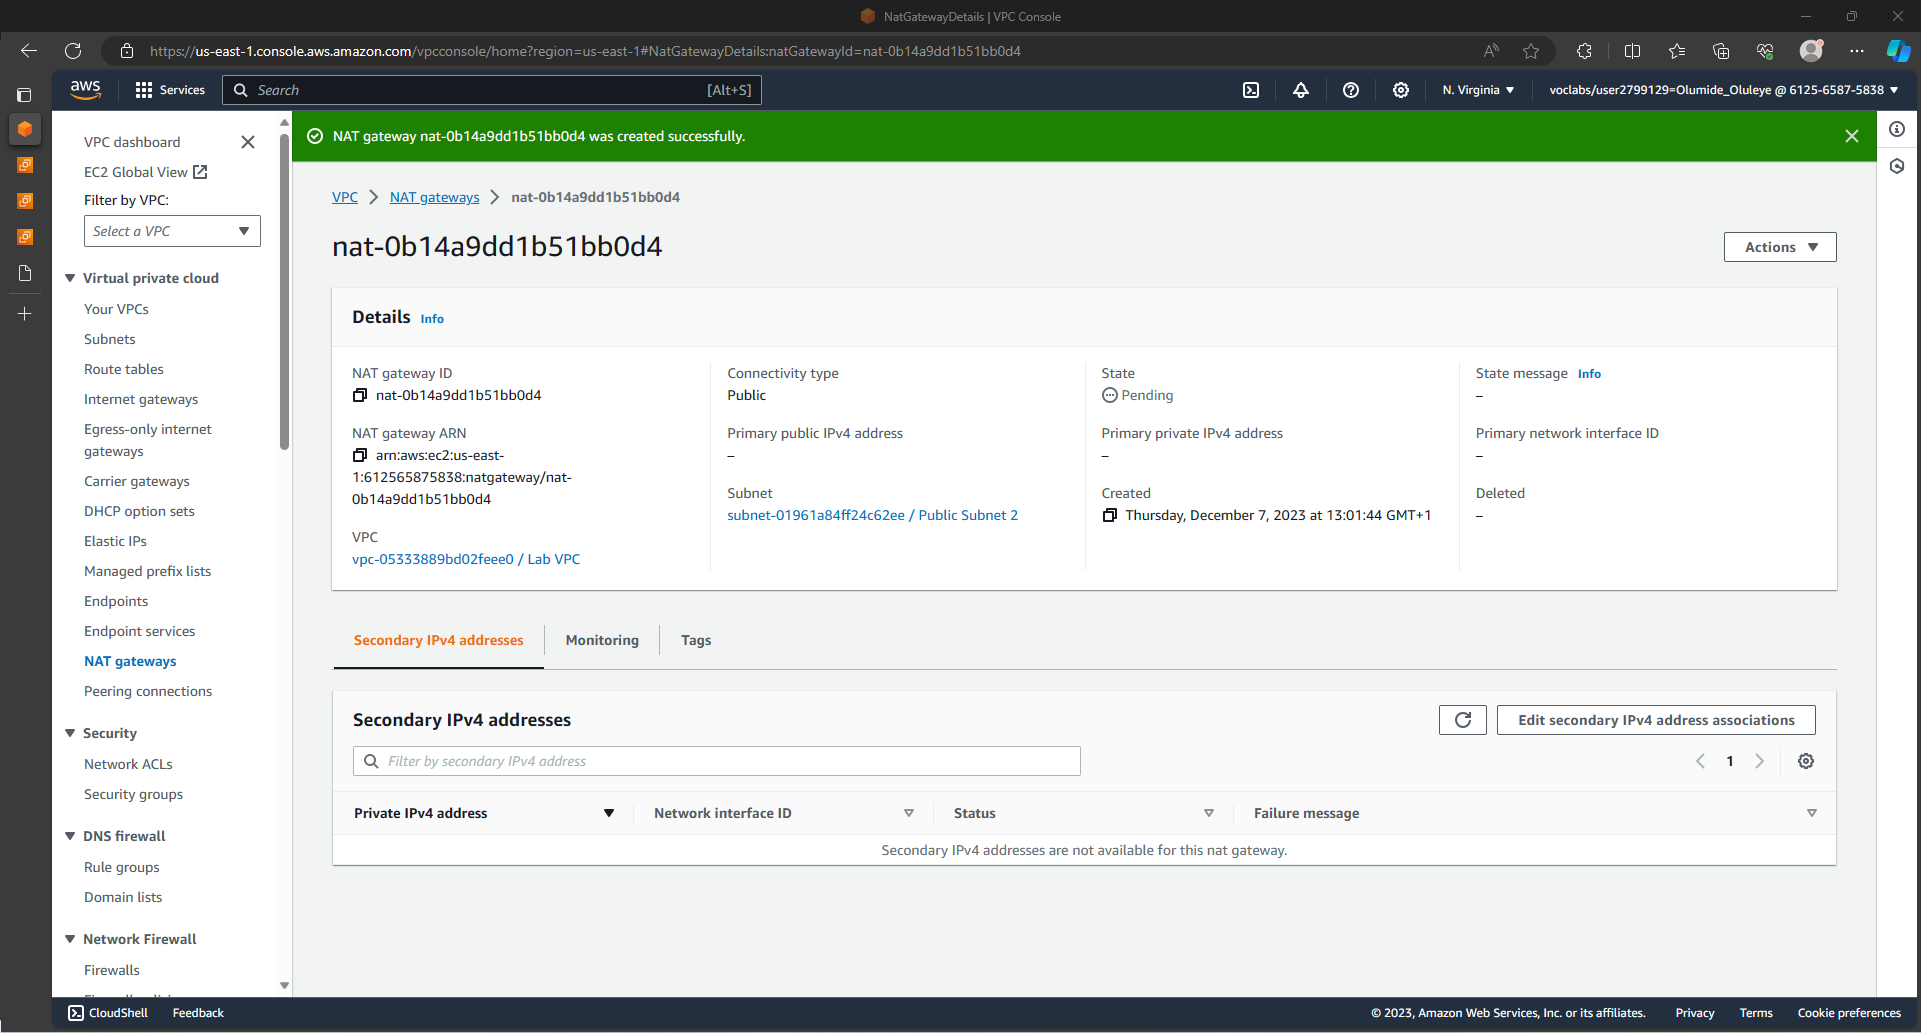 NatGatewayDetails | VPC Console
https://us-east-1.console.aws.amazon.com/vpcconsole/home?region=us-east-1#NatGatewayDetails:natGatewayId=nat-0b14a9dd1b51bb0d4
aws
Services
Search
[Alt+S]
N. Virginia
voclabs/user2799129=Olumide_Oluleye @ 6125-6587-5838
VPC dashboard
EC2 Global View
Filter by VPC:
Select a VPC
Virtual private cloud
Your VPCs
Subnets
Route tables
Internet gateways
Egress-only internet
gateways
Carrier gateways
DHCP option sets
Elastic IPs
Managed prefix lists
Endpoints
Endpoint services
NAT gateways
Peering connections
Security
Network ACLs
Security groups
DNS firewall
Rule groups
Domain lists
Network Firewall
Firewalls
NAT gateway nat-0b14a9dd1b51bb0d4 was created successfully.
VPC
NAT gateways
nat-0b14a9dd1b51bb0d4
nat-0b14a9dd1b51bb0d4
Actions
Details Info
NAT gateway ID
nat-0b14a9dd1b51bb0d4
NAT gateway ARN
arn:aws:ec2:us-east-
1:612565875838:natgateway/nat-
0b14a9dd1b51bb0d4
VPC
vpc-05333889bd02feee0 / Lab VPC
Connectivity type
Public
Primary public IPv4 address
–
Subnet
subnet-01961a84ff24c62ee / Public Subnet 2
State
Pending
Primary private IPv4 address
–
Created
Thursday, December 7, 2023 at 13:01:44 GMT+1
State message Info
–
Primary network interface ID
–
Deleted
–
Secondary IPv4 addresses
Monitoring
Tags
Secondary IPv4 addresses
Edit secondary IPv4 address associations
Filter by secondary IPv4 address
1
Private IPv4 address
Network interface ID
Status
Failure message
Secondary IPv4 addresses are not available for this nat gateway.
CloudShell
Feedback
© 2023, Amazon Web Services, Inc. or its affiliates.
Privacy
Terms
Cookie preferences